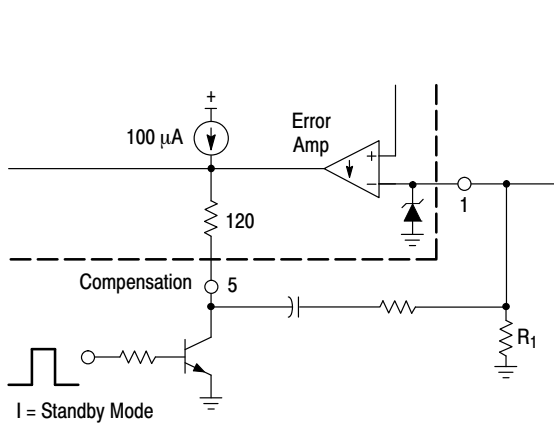 +
100 μA
Error
Amp
+
−
1
120
Compensation
5
R1
I = Standby Mode